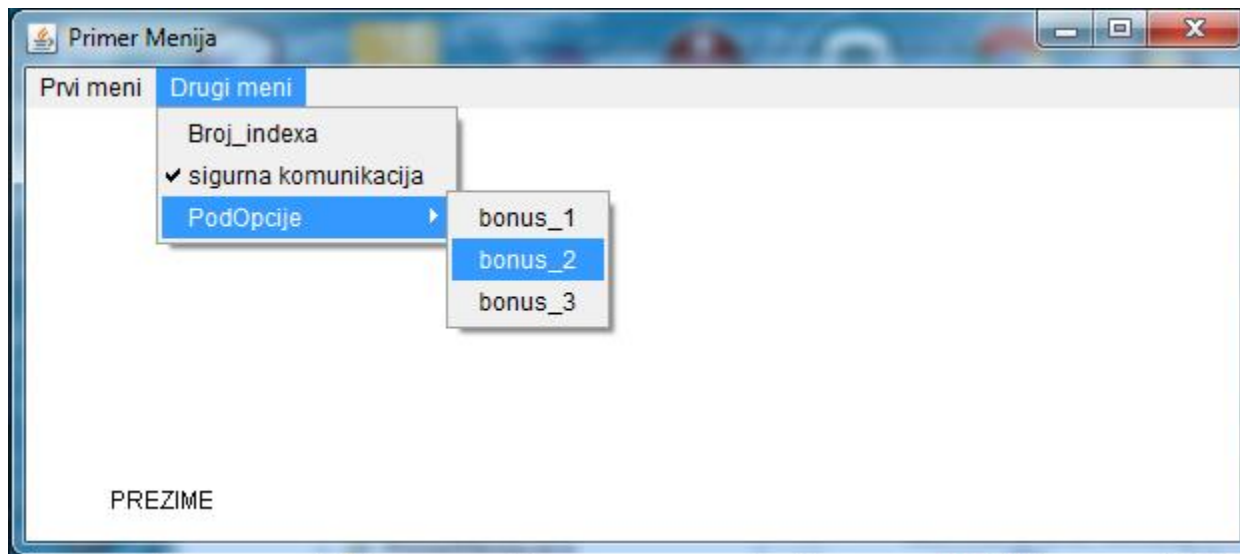 Primer Menija
Prvi meni Drugi meni
Broj_indexa
sigurna komunikacija
PodOpcije bonus_1
bonus_2
bonus_3
PREZIME